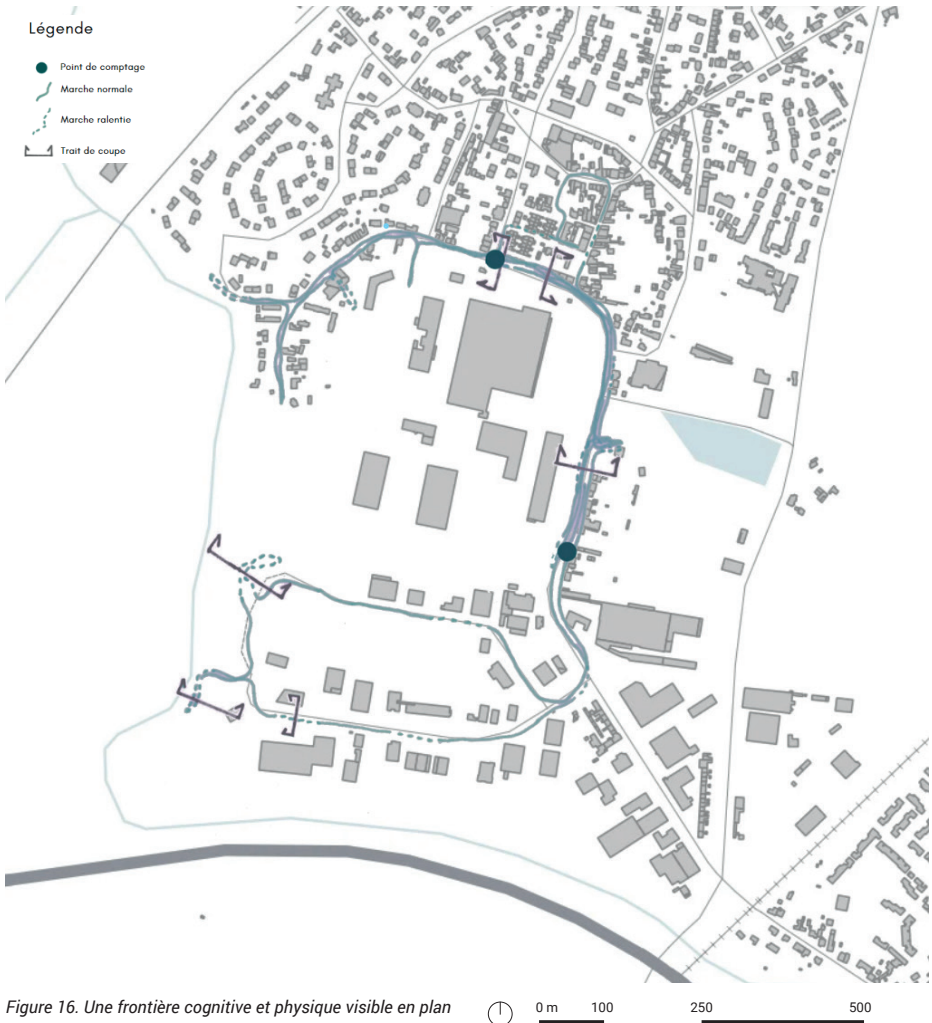 Légende
Point de comptage
Marche normale
Marche ralentie
Trait de coupe
Figure 16. Une frontière cognitive et physique visible en plan
0 m 100 250 500